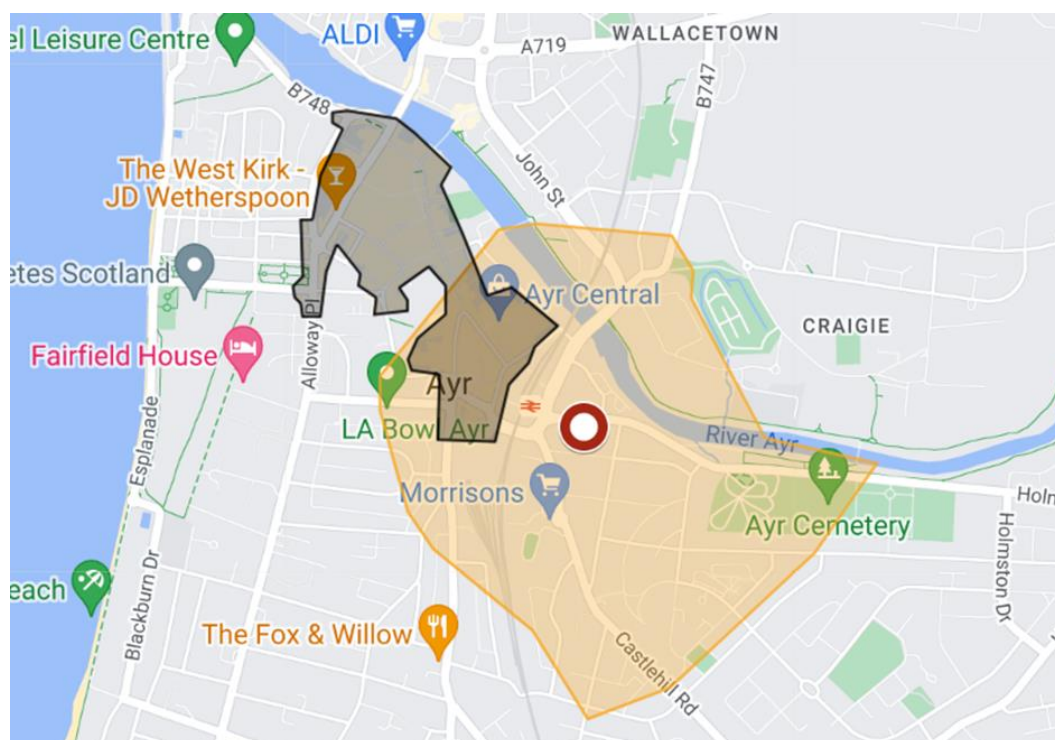 el Leisure Centre
ALDI
A719
WALLACETOWN
B748
B747
The West Kirk -
JD Wetherspoon
John St
etes Scotland
Ayr Central
CRAIGIE
Fairfield House
Alloway Pl
Ayr
LA Bowl Ayr
River Ayr
Esplanade
Morrisons
Ayr Cemetery
Holm
Holmston Dr
each
Blackburn Dr
The Fox & Willow
Castlehill Rd